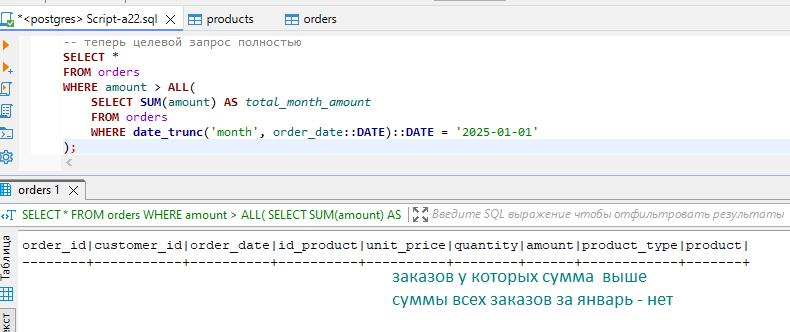 *<postgres> Script-a22.sql
products
orders
-- теперь целевой запрос полностью
SELECT *
FROM orders
WHERE amount > ALL(
SELECT SUM(amount) AS total_month_amount
FROM orders
WHERE date_trunc('month', order_date::DATE)::DATE = '2025-01-01'
);
orders 1
SELECT * FROM orders WHERE amount > ALL( SELECT SUM(amount) AS
Введите SQL выражение чтобы отфильтровать результаты
Таблица
order_id|customer_id|order_date|id_product|unit_price|quantity|amount|product_type|product|
--------+-----------+----------+----------+----------+--------+------+------------+-------+
заказов у которых сумма выше
суммы всех заказов за январь - нет